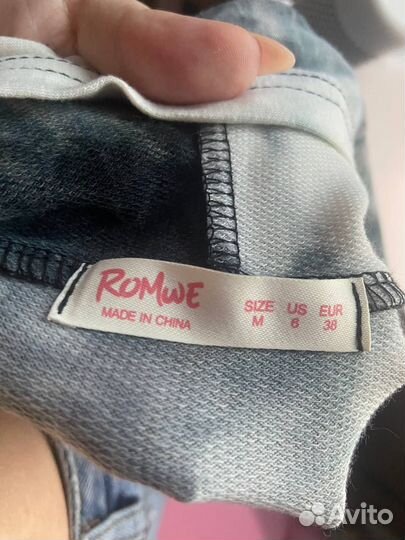 ROMWE
MADE IN CHINA
SIZE US EUR
M 6 38
Avito